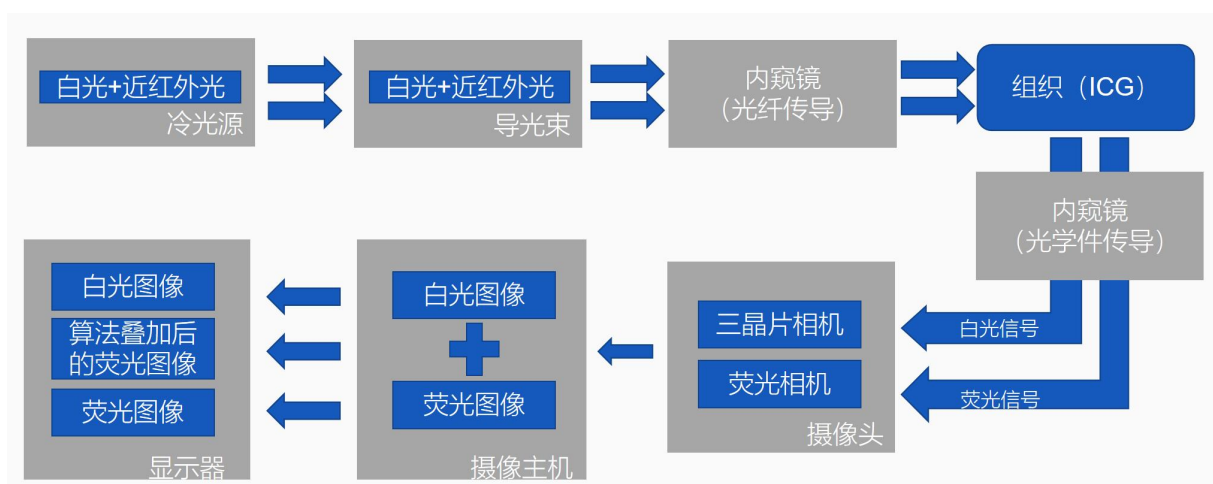 白光+近红外光
冷光源
白光+近红外光
导光束
内窥镜
（光纤传导）
组织（ICG）
内窥镜
（光学件传导）
白光信号
荧光信号
三晶片相机
荧光相机
摄像头
白光图像
荧光图像
摄像主机
白光图像
算法叠加后
的荧光图像
荧光图像
显示器